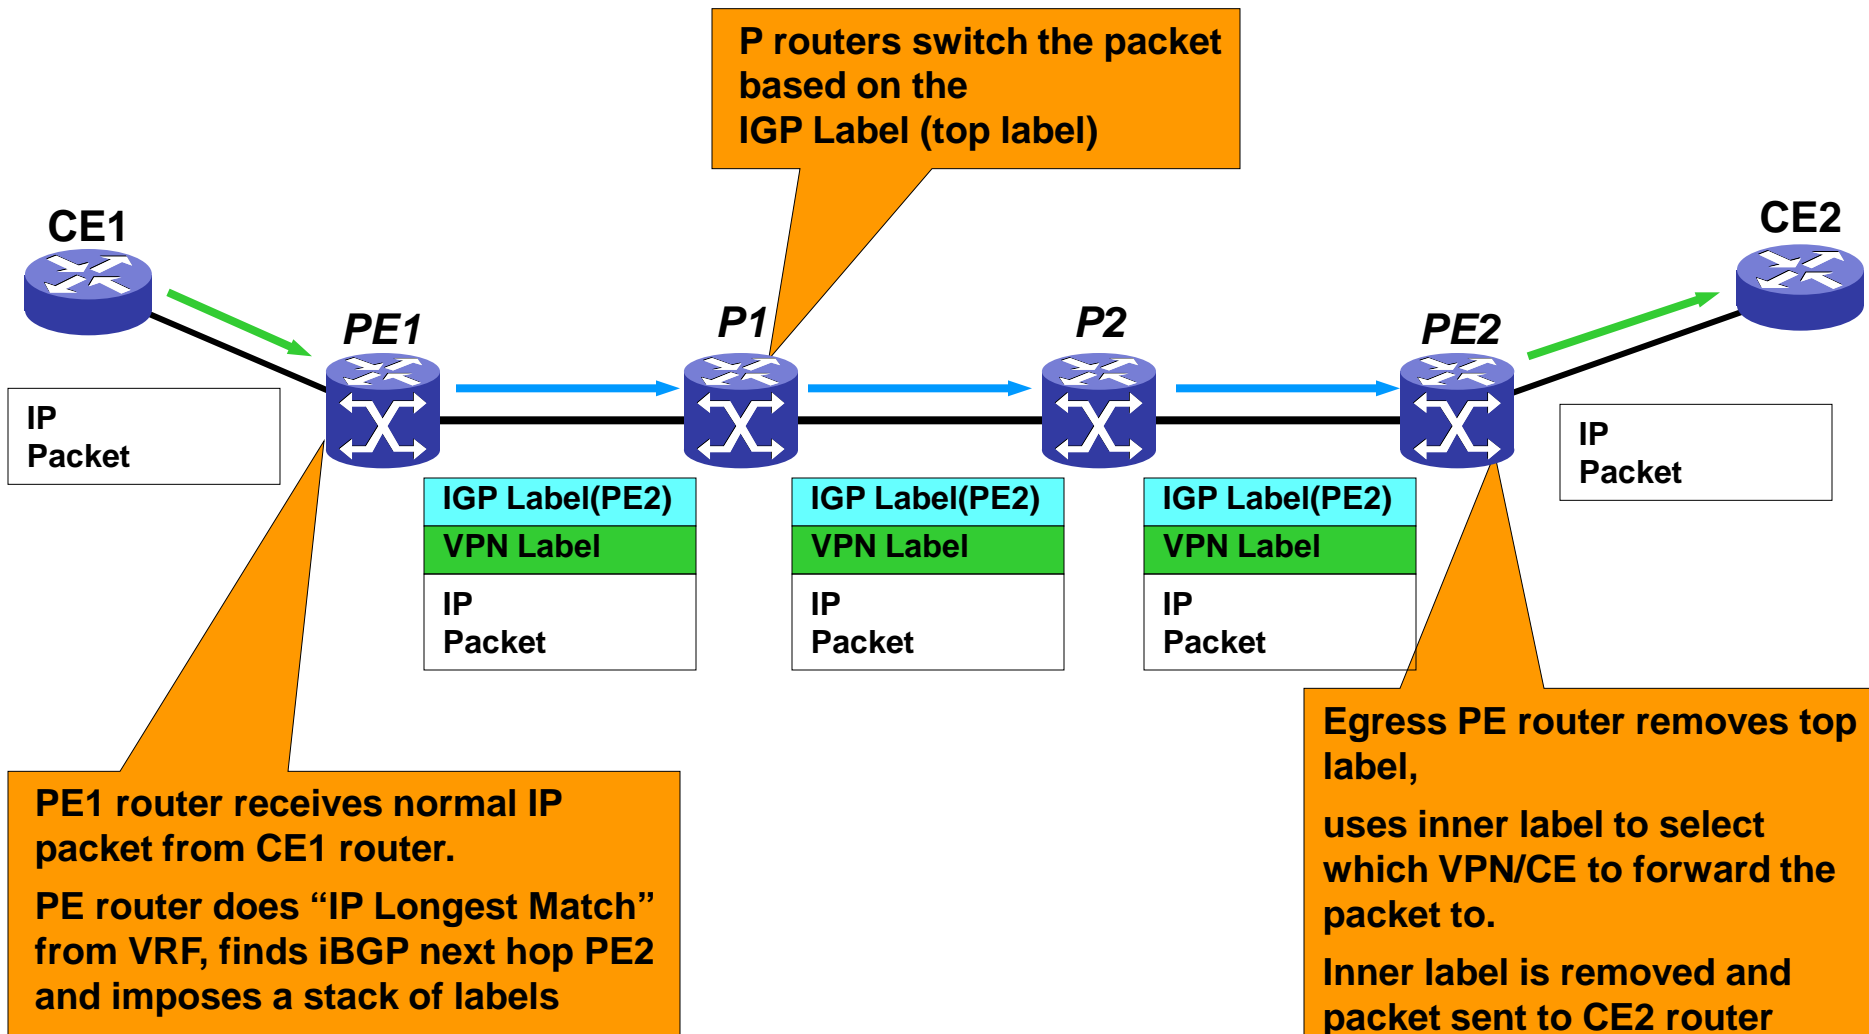 P routers switch the packet
based on the
IGP Label (top label)
CE1
CE2
PE1
P1
P2
PE2
IP
Packet
IGP Label(PE2)
VPN Label
IP
Packet
IGP Label(PE2)
VPN Label
IP
Packet
IGP Label(PE2)
VPN Label
IP
Packet
IP
Packet
PE1 router receives normal IP
packet from CE1 router.
PE router does “IP Longest Match”
from VRF, finds iBGP next hop PE2
and imposes a stack of labels
Egress PE router removes top
label,
uses inner label to select
which VPN/CE to forward the
packet to.
Inner label is removed and
packet sent to CE2 router